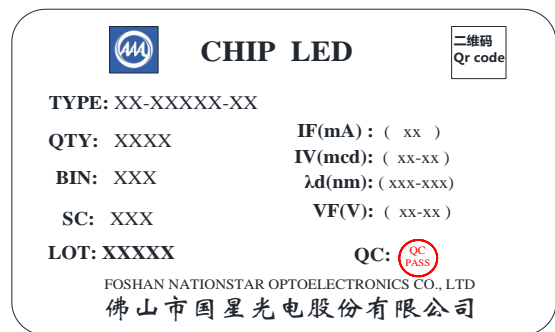 CHIP LED
二维码
Qr code
TYPE: XX-XXXXX-XX
QTY: XXXX
BIN: XXX
SC: XXX
LOT: XXXXX
IF(mA) : ( xx )
IV(mcd): ( xx-xx )
λd(nm): ( xxx-xxx)
VF(V): ( xx-xx )
QC: QC
PASS
FOSHAN NATIONSTAR OPTOELECTRONICS CO., LTD
佛山市国星光电股份有限公司